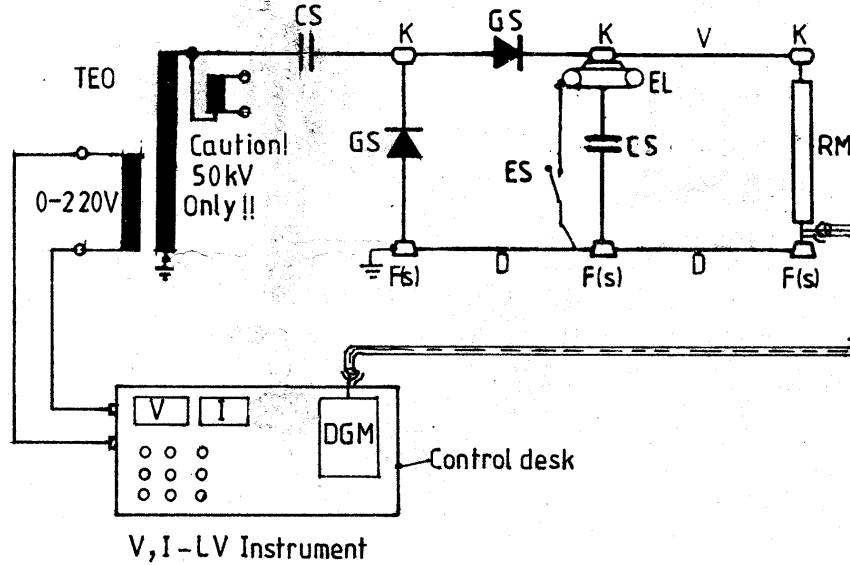 CS
GS
K
K
V
K
TEO
EL
Caution!
50kV
Only !!
GS
CS
RM
ES
0-220V
F(s)
D
F(s)
D
F(s)
V
I
DGM
Control desk
V, I-LV Instrument